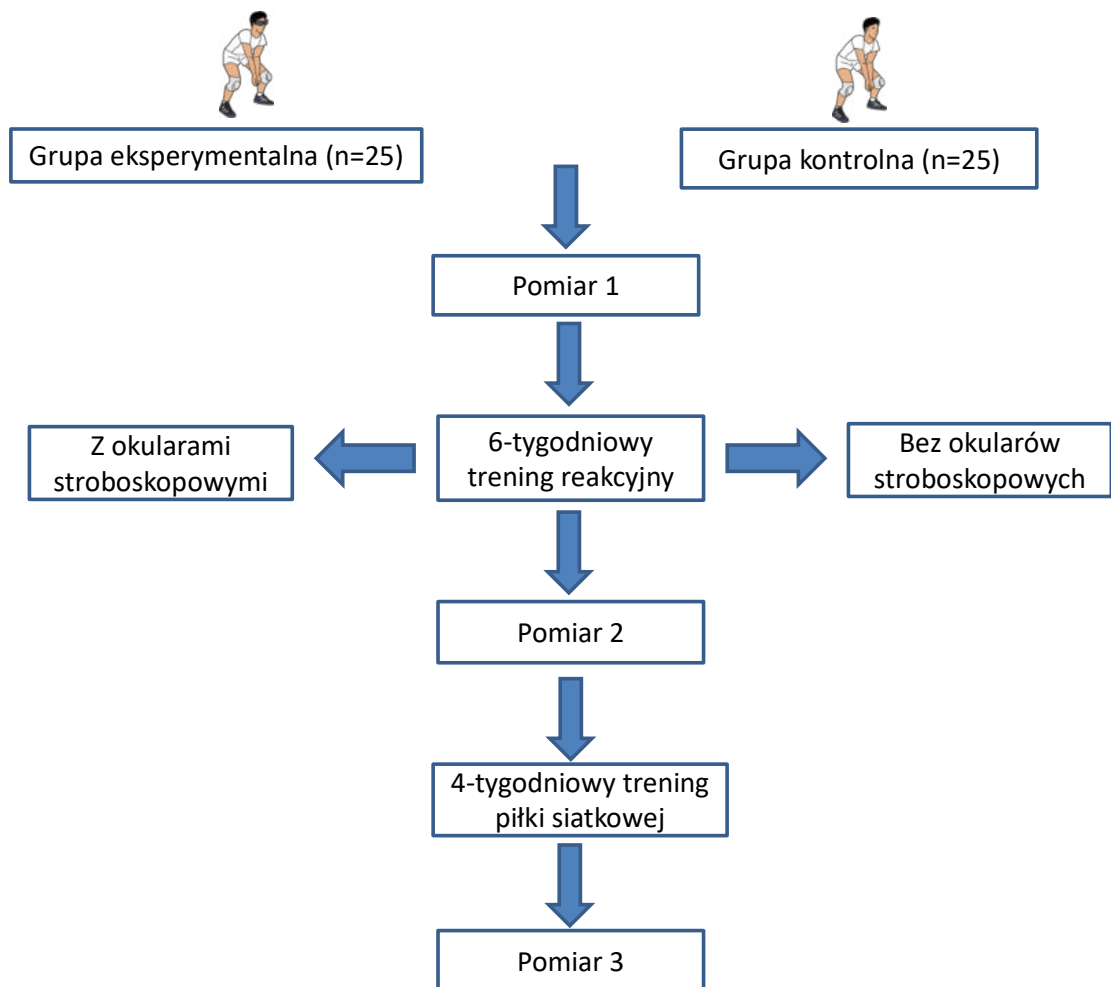 Grupa eksperymentalna (n=25)
Grupa kontrolna (n=25)
Pomiar 1
Z okularami
stroboskopowymi
6-tygodniowy
trening reakcyjny
Bez okularów
stroboskopowych
Pomiar 2
4-tygodniowy trening
piłki siatkowej
Pomiar 3